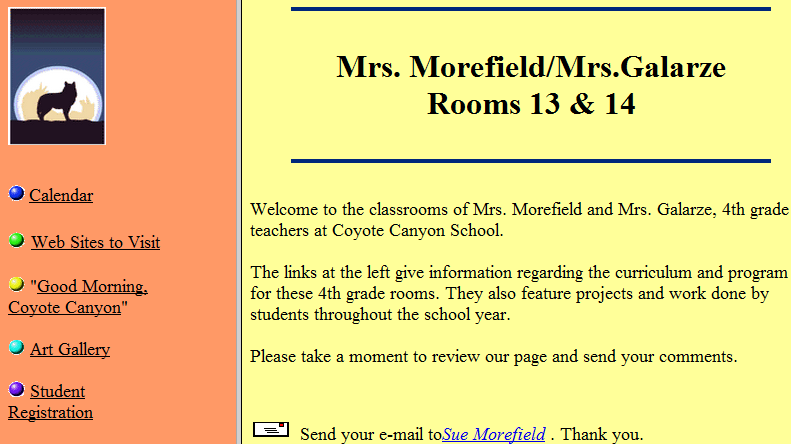 Calendar
Web Sites to Visit
"Good Morning,
Coyote Canyon"
Art Gallery
Student
Registration
Mrs. Morefield/Mrs.Galarze
Rooms 13 & 14
Welcome to the classrooms of Mrs. Morefield and Mrs. Galarze, 4th grade
teachers at Coyote Canyon School.
The links at the left give information regarding the curriculum and program
for these 4th grade rooms. They also feature projects and work done by
students throughout the school year.
Please take a moment to review our page and send your comments.
Send your e-mail toSue Morefield . Thank you.